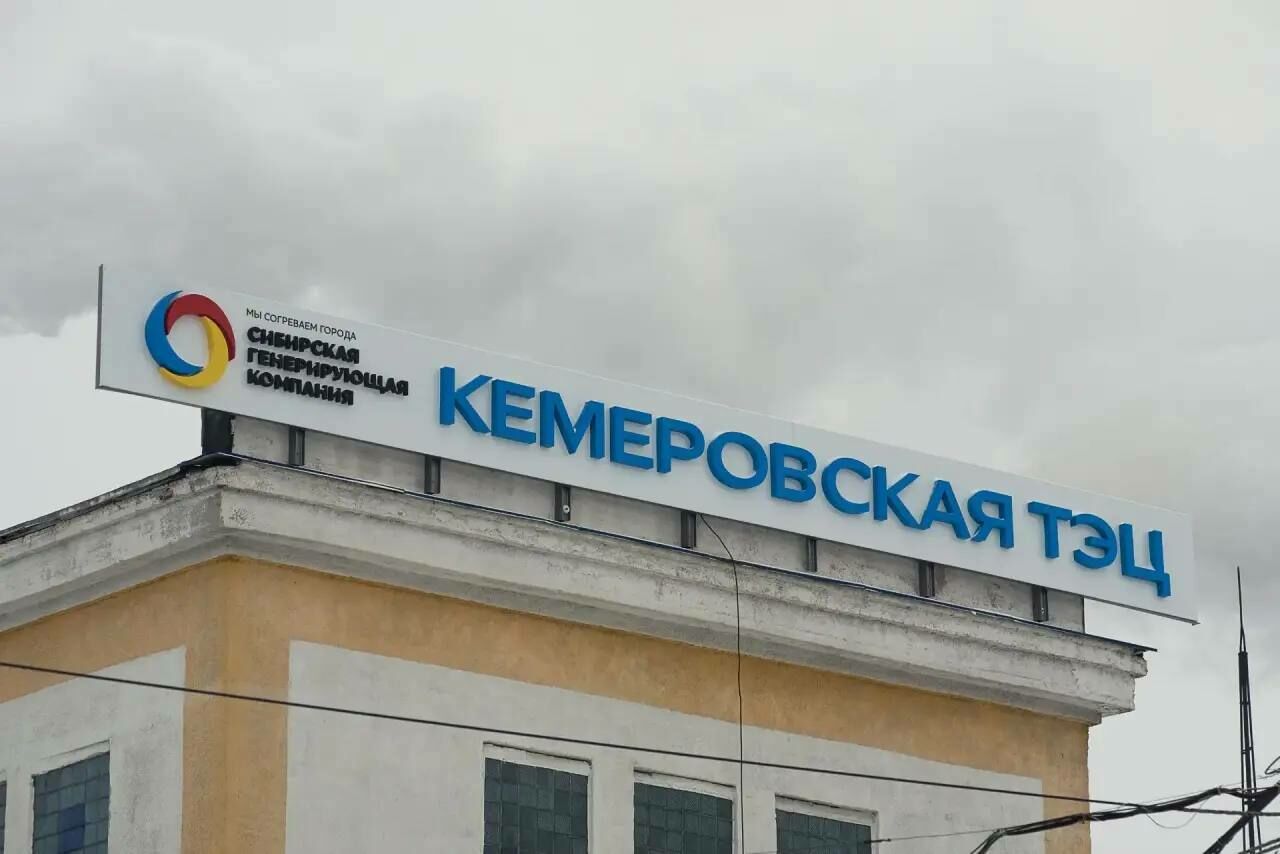 МЫ СОГРЕВАЕМ ГОРОДА
СИБИРСКАЯ
ГЕНЕРИРУЮЩАЯ
КОМПАНИЯ
КЕМЕРОВСКАЯ ТЭЦ